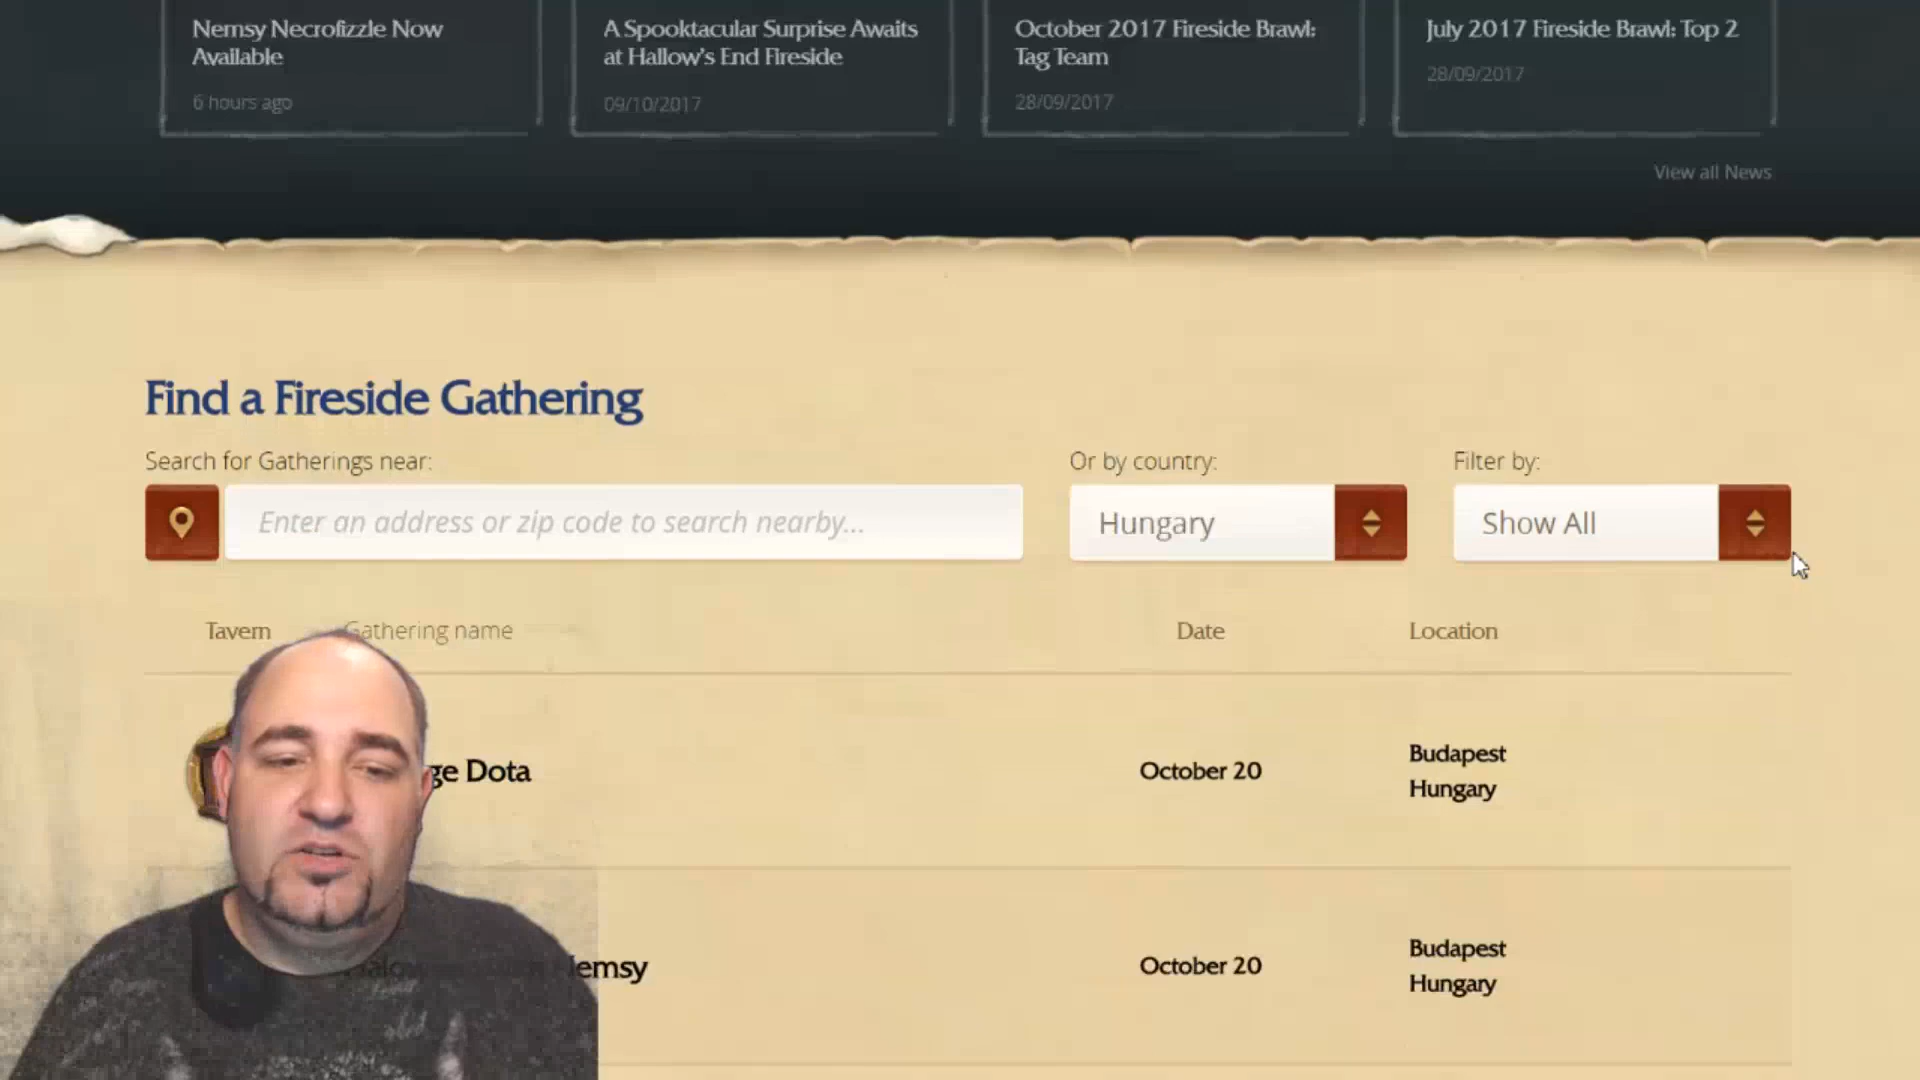 Nemsy Necrofizzle Now
Available
6 hours ago
A Spooktacular Surprise Awaits
at Hallow's End Fireside
09/10/2017
October 2017 Fireside Brawl:
Tag Team
28/09/2017
July 2017 Fireside Brawl: Top 2
28/09/2017
View all News
Find a Fireside Gathering
Search for Gatherings near:
Or by country:
Filter by:
Enter an address or zip code to search nearby...
Hungary
Show All
Tavern
Gathering name
Date
Location
Dota
October 20
Budapest
Hungary
October 20
Budapest
Hungary